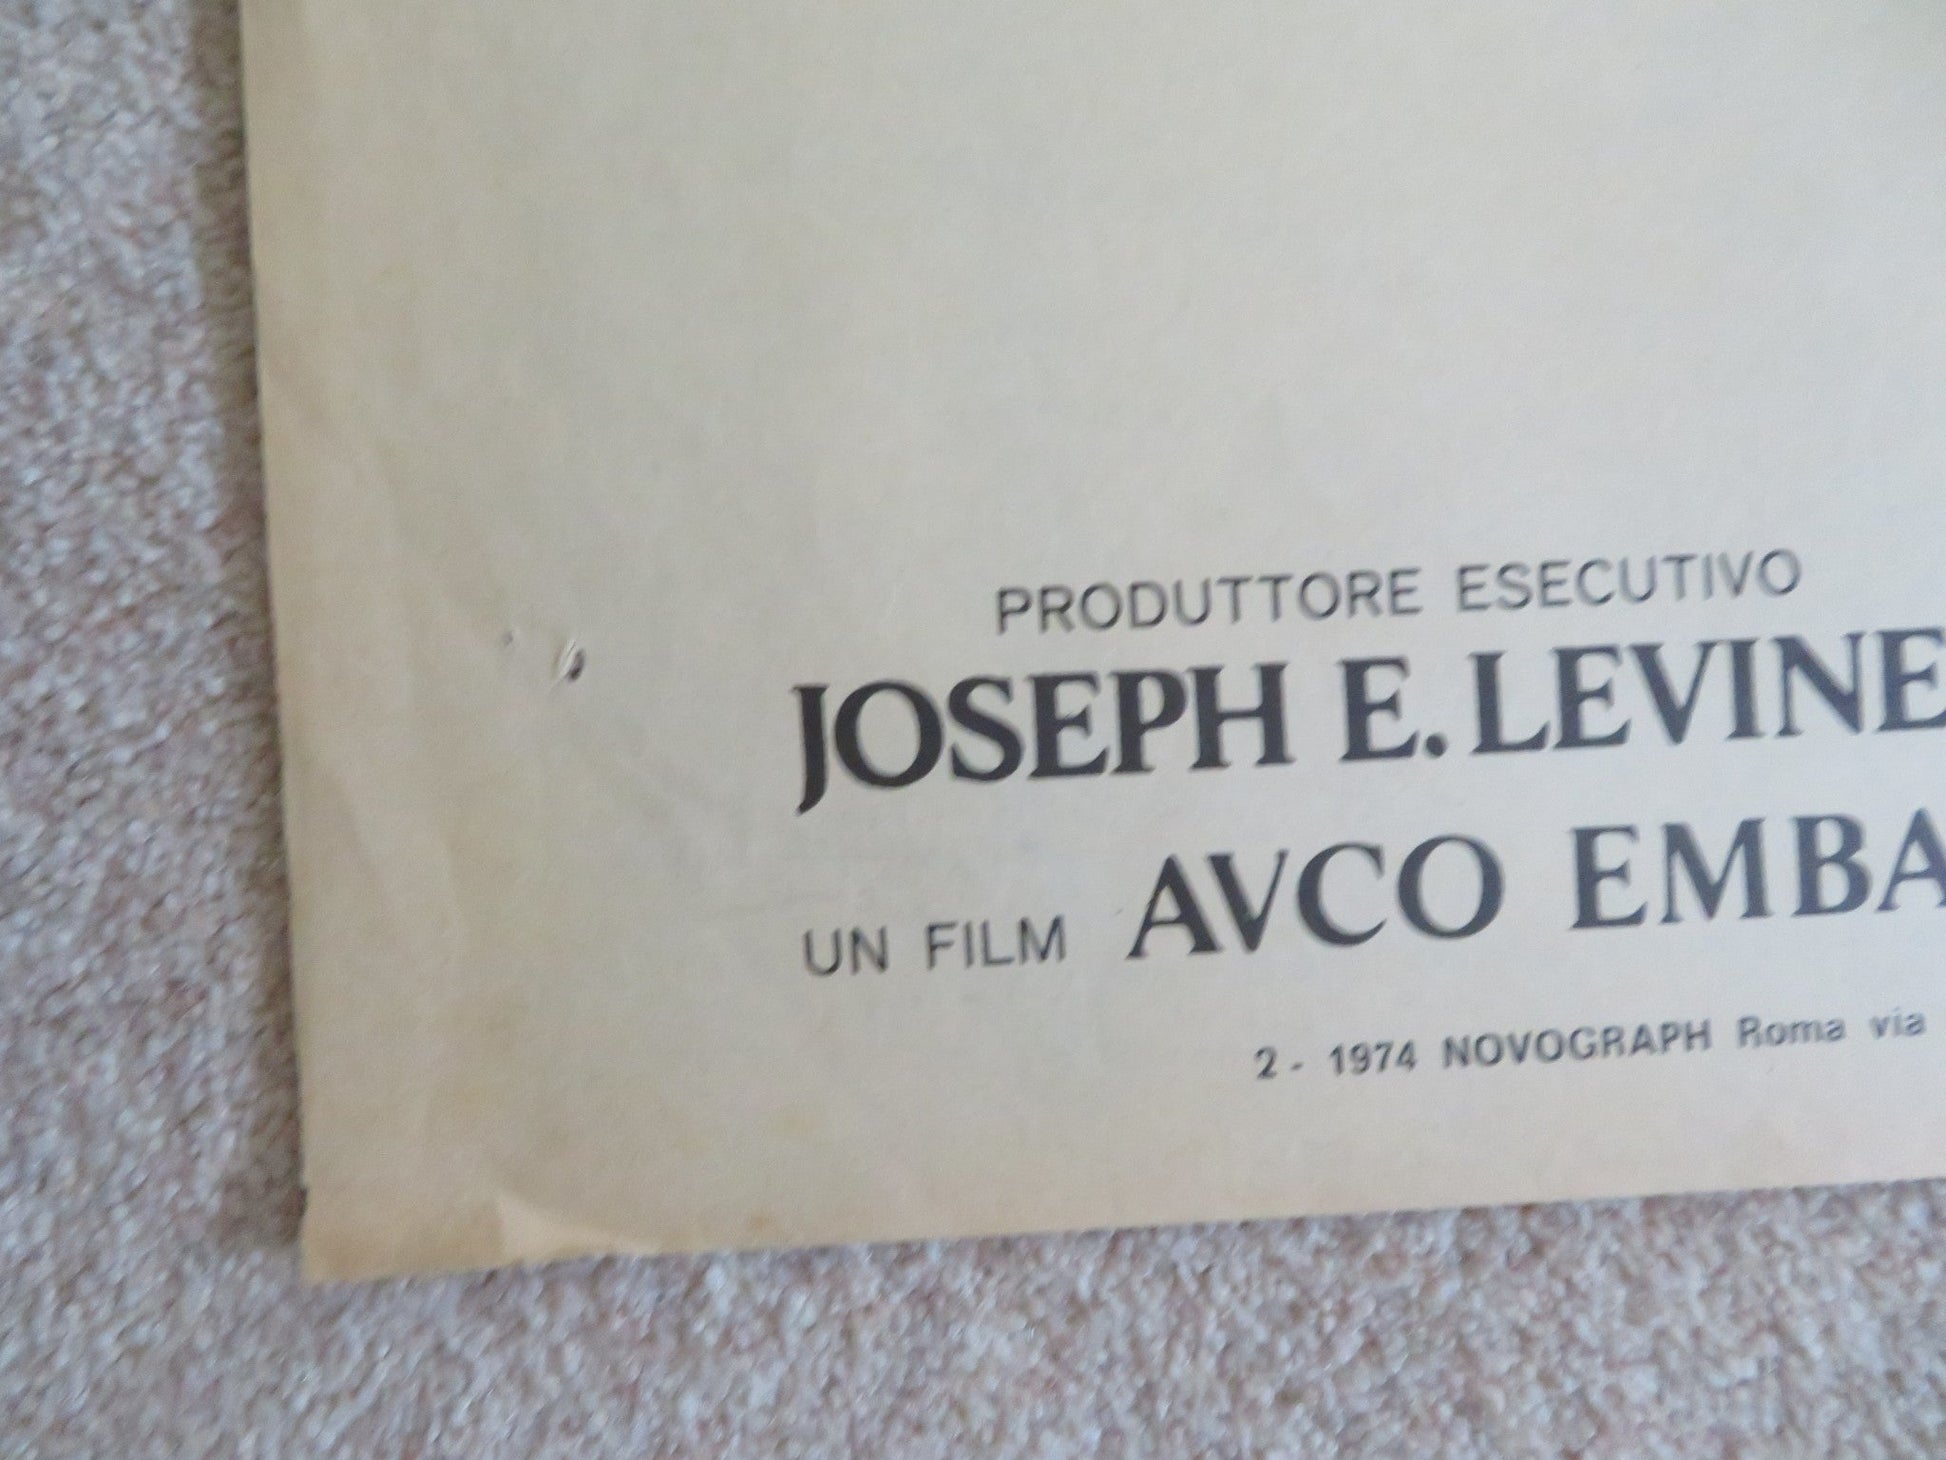 PRODUTTORE ESECUTIVO
JOSEPH E. LEVINE
UN FILM AVCO EMBA
2 - 1974 NOVOGRAPH Roma via